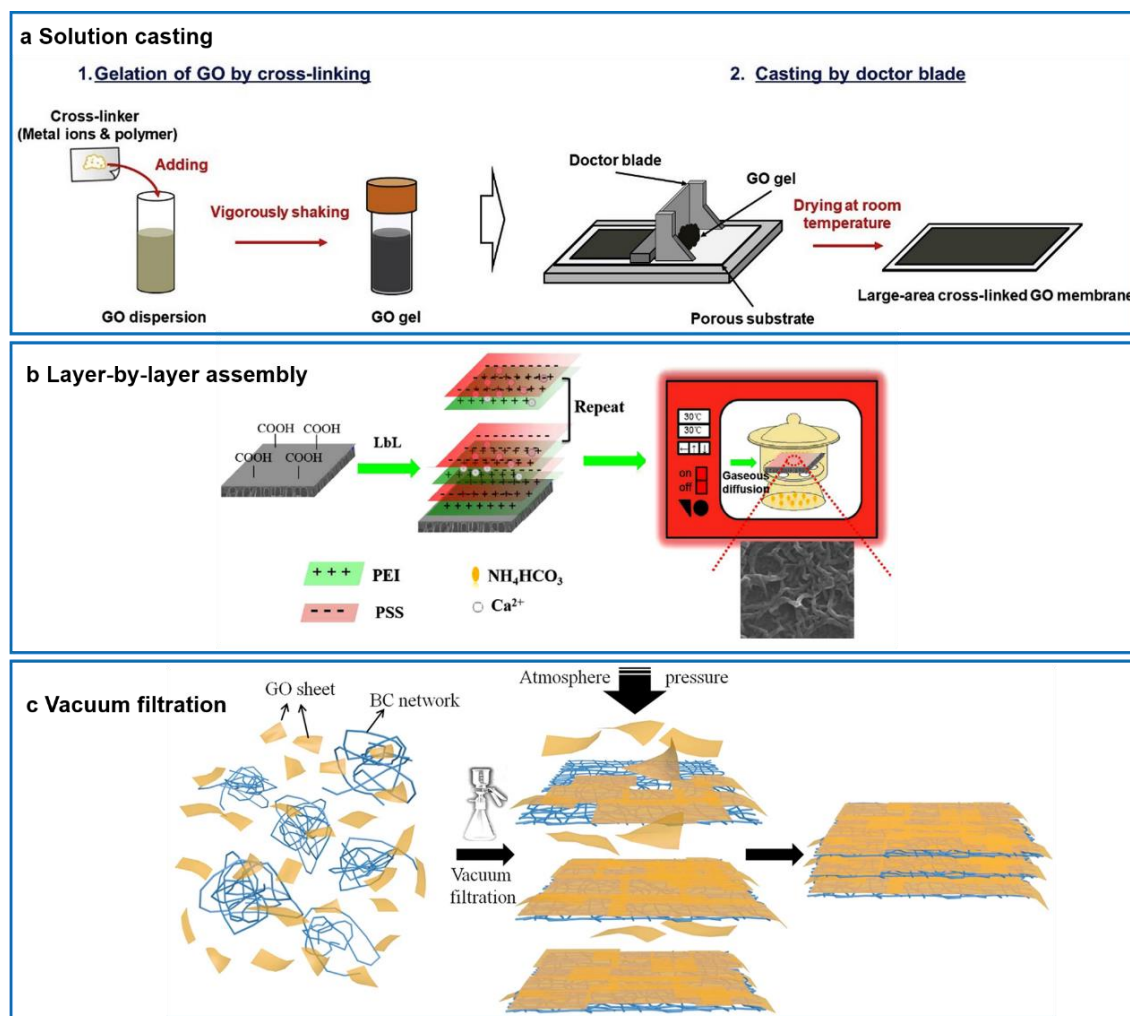 a Solution casting
1. Gelation of GO by cross-linking
2. Casting by doctor blade
Cross-linker
(Metal ions & polymer)
Adding
Vigorously shaking
GO dispersion
GO gel
Doctor blade
GO gel
Drying at room
temperature
Porous substrate
Large-area cross-linked GO membrane
b Layer-by-layer assembly
COOH COOH
COOH COOH
LbL
Repeat
30℃
30℃
on
off
Gaseous
diffusion
+ + + PEI
NH₄HCO₃
- - - PSS
Ca²⁺
c Vacuum filtration
GO sheet
BC network
Atmosphere pressure
Vacuum
filtration